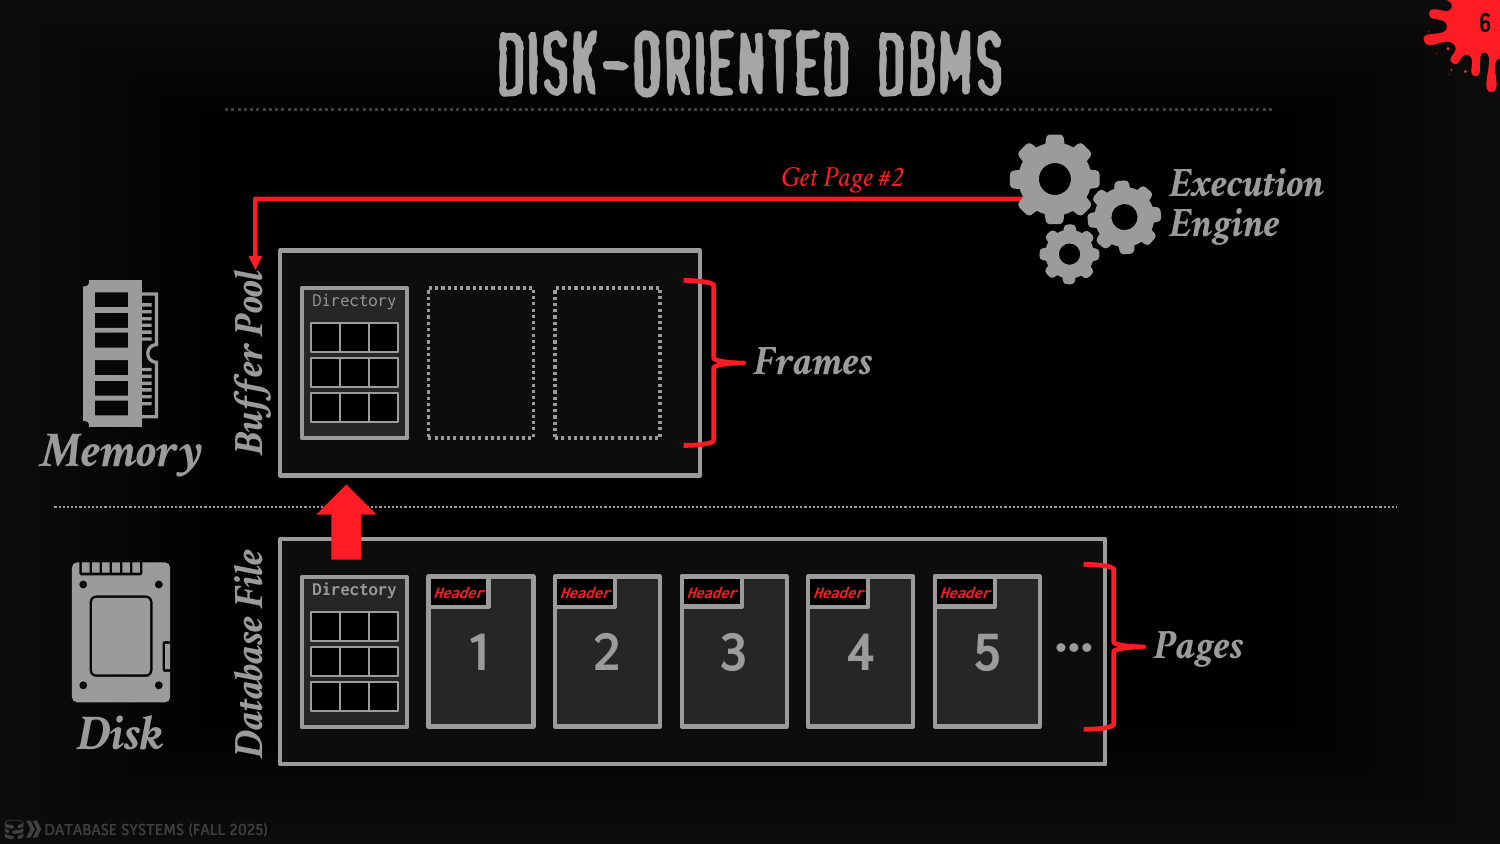 6
DISK-ORIENTED DBMS
Get Page #2
Execution
Engine
Buffer Pool
Directory
Frames
Memory
Database File
Directory
Header
1
Header
2
Header
3
Header
4
Header
5
...
Pages
Disk
DATABASE SYSTEMS (FALL 2025)